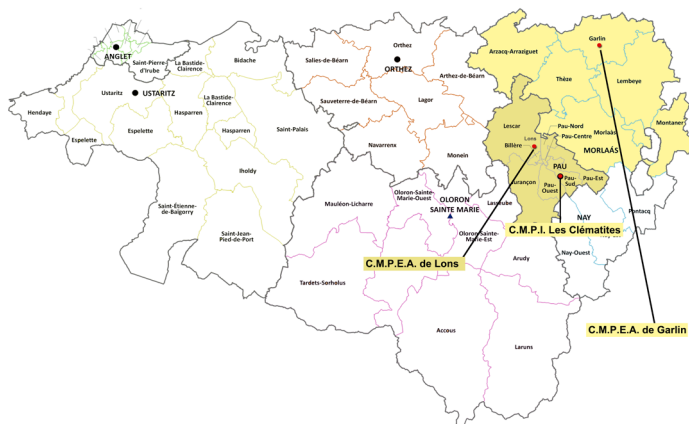 ANGLET
Saint-Pierre-
d'Irube
La Bastide-
Clairence
Bidache
Ustaritz
USTARITZ
La Bastide-
Clairence
Hasparren
Hendaye
Espelette
Espelette
Hasparren
Saint-Palais
Iholdy
Saint-Étienne-
de-Baigorry
Saint-Jean-
Pied-de-Port
Salies-de-Béarn
Orthez
ORTHEZ
Arthez-de-Béarn
Sauveterre-de-Béarn
Lagor
Navarrenx
Monein
Mauléon-Licharre
Oloron-Sainte-
Marie-Ouest
OLORON
SAINTE MARIE
Oloron-Sainte-
Marie-Est
Tardets-Sorholus
Accous
Arudy
Laruns
Arzacq-Arraziguet
Garlin
Thèze
Lembeye
Montaner
Lescar
Lons
Billère
Pau-Nord
Pau-Centre
Morlaàs
MORLAÀS
PAU
Pau-
Sud
Pau-Est
Pau-
Ouest
NAY
Nay-Ouest
Pontacq
C.M.P.I. Les Clématites
C.M.P.E.A. de Lons
C.M.P.E.A. de Garlin